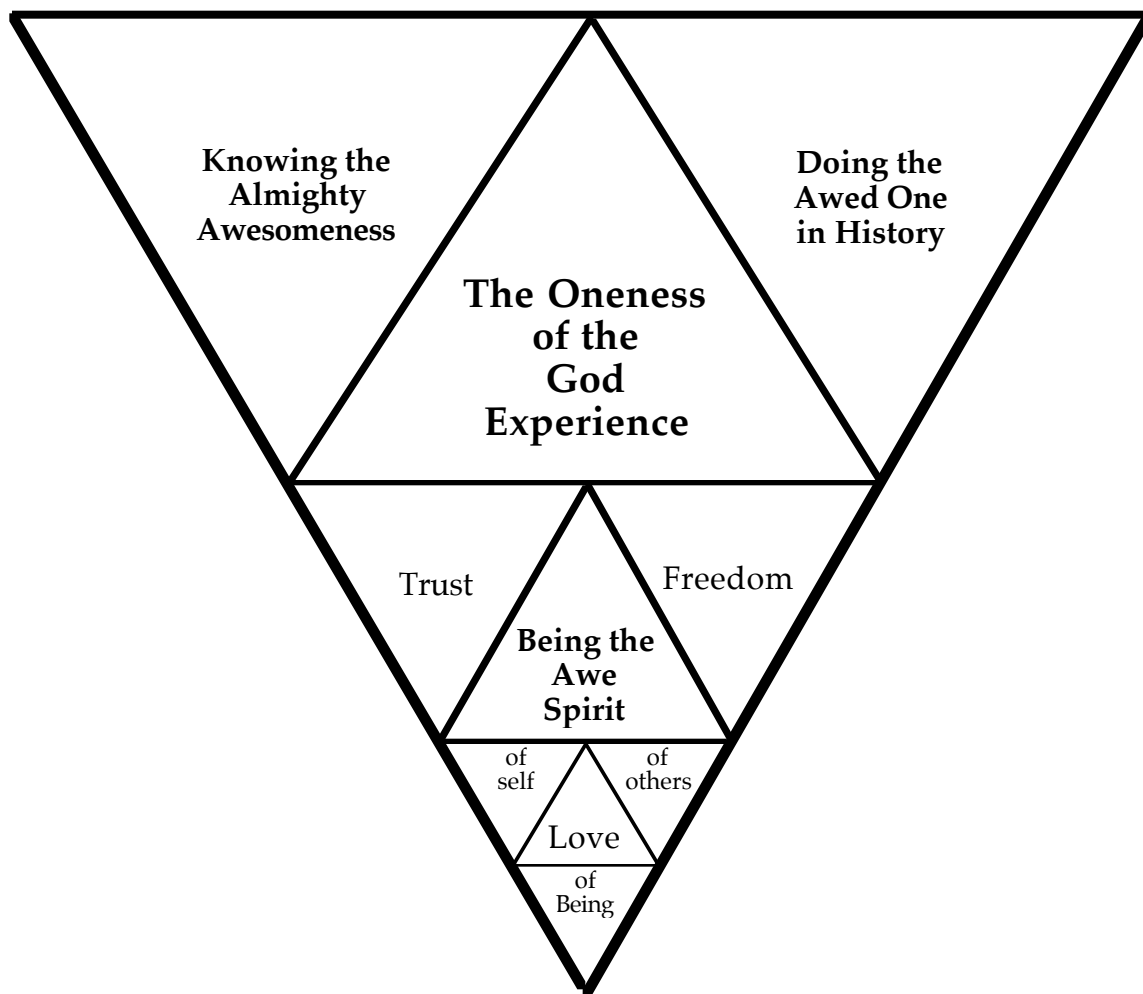 Knowing the
Almighty
Awesomeness
Doing the
Awed One
in History
The Oneness
of the
God
Experience
Trust
Freedom
Being the
Awe
Spirit
of
self
of
others
Love
of
Being